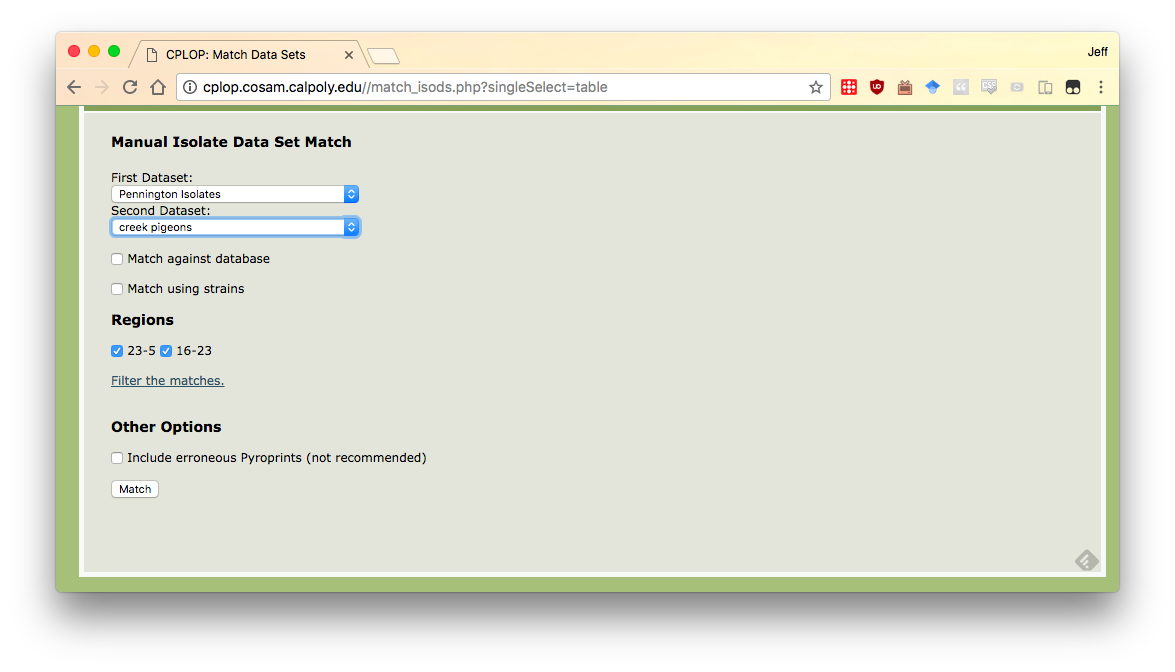 CPLOP: Match Data Sets
Jeff
cplop.cosam.calpoly.edu//match_isods.php?singleSelect=table
Manual Isolate Data Set Match
First Dataset:
Pennington Isolates
Second Dataset:
creek pigeons
Match against database
Match using strains
Regions
23-5 16-23
Filter the matches.
Other Options
Include erroneous Pyroprints (not recommended)
Match